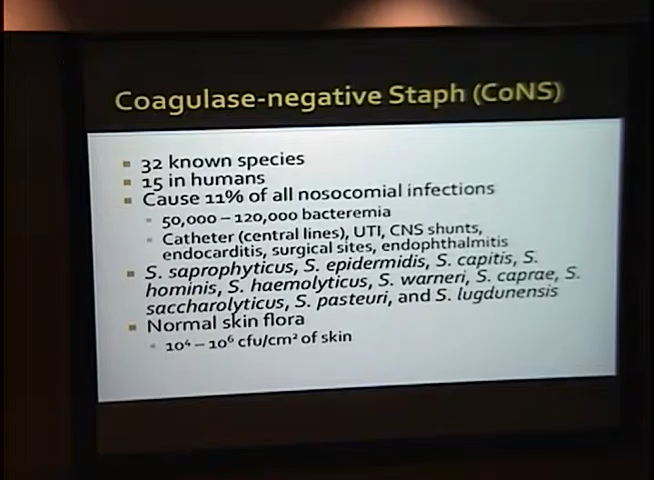 Coagulase-negative Staph (CoNS)
32 known species
15 in humans
Cause 11% of all nosocomial infections
50,000 – 120,000 bacteremia
Catheter (central lines), UTI, CNS shunts,
endocarditis, surgical sites, endophthalmitis
S. saprophyticus, S. epidermidis, S. capitis, S.
hominis, S. haemolyticus, S. warneri, S. caprae, S.
saccharolyticus, S. pasteuri, and S. lugdunensis
Normal skin flora
10⁴ – 10⁶ cfu/cm² of skin